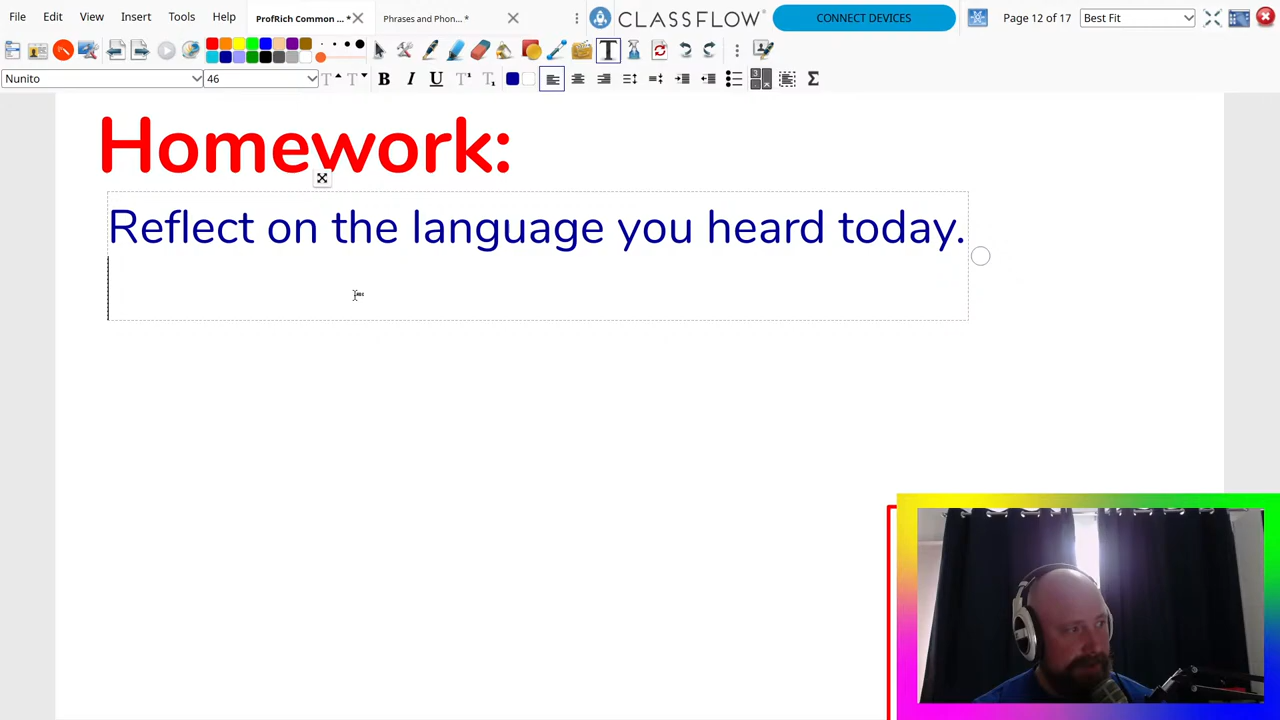 File Edit View Insert Tools Help ProfRich Common ... * Phrases and Phon... * CLASSFLOW CONNECT DEVICES Page 12 of 17 Best Fit
Nunito 46 B I U T T Σ
Homework:
Reflect on the language you heard today.